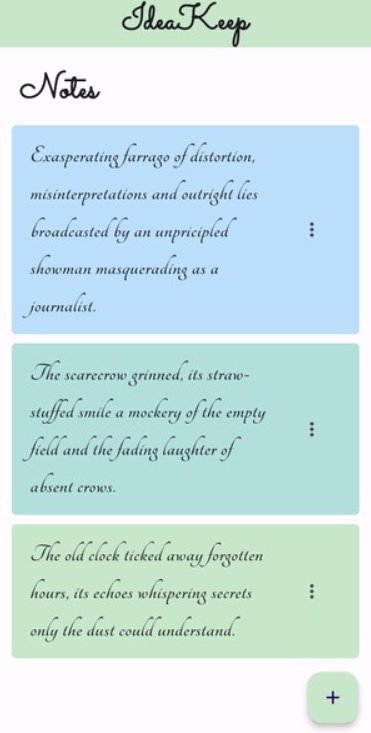 IdeaKeep
Notes
Exasperating farrago of distortion,
misinterpretations and outright lies
broadcasted by an unpricipled
showman masquerading as a
journalist.
The scarecrow grinned, its straw-
stuffed smile a mockery of the empty
field and the fading laughter of
absent crows.
The old clock ticked away forgotten
hours, its echoes whispering secrets
only the dust could understand.
+